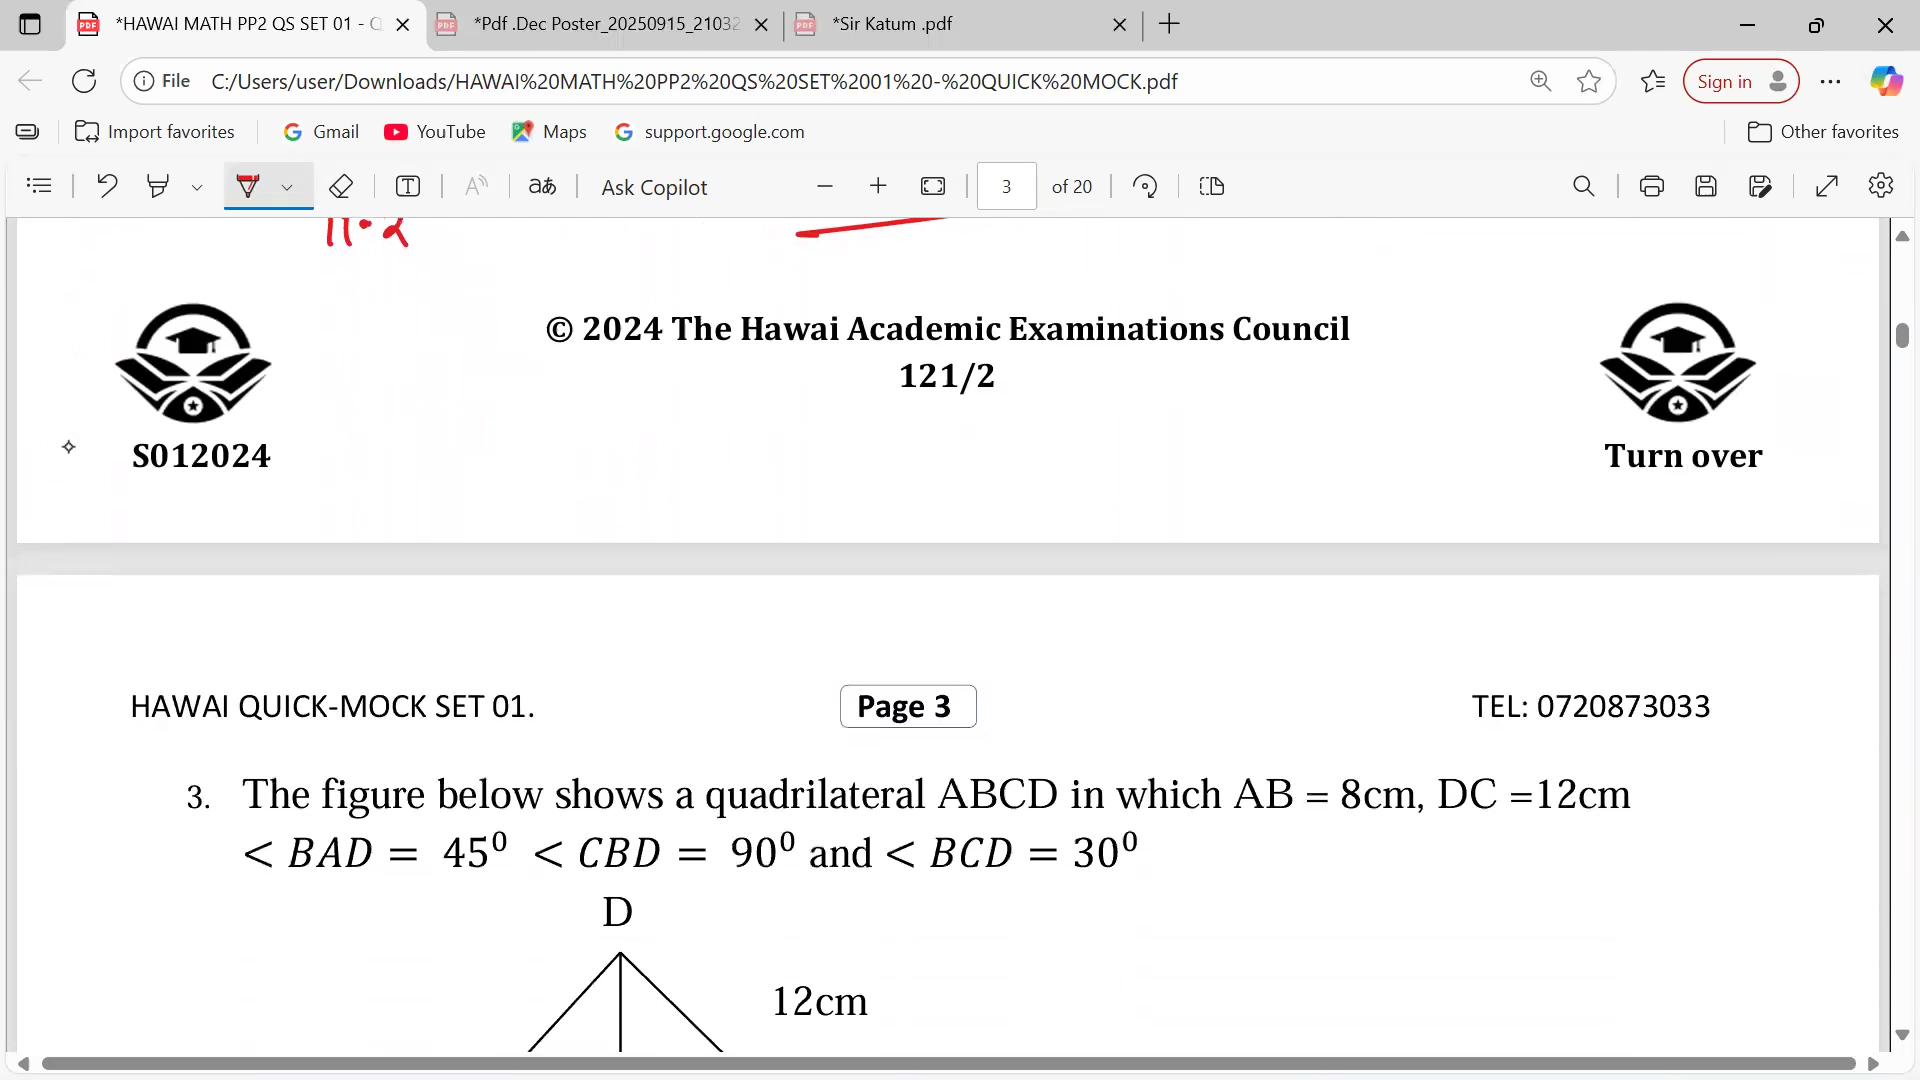 *HAWAI MATH PP2 QS SET 01 - Q
*Pdf .Dec Poster_20250915_21032
*Sir Katum .pdf
File C:/Users/user/Downloads/HAWAI%20MATH%20PP2%20QS%20SET%2001%20-%20QUICK%20MOCK.pdf
Sign in
Import favorites
Gmail
YouTube
Maps
support.google.com
Other favorites
Ask Copilot
3 of 20
11.2
© 2024 The Hawai Academic Examinations Council
121/2
S012024
Turn over
HAWAI QUICK-MOCK SET 01.
Page 3
TEL: 0720873033
3. The figure below shows a quadrilateral ABCD in which AB = 8cm, DC =12cm
< BAD = 45⁰ < CBD = 90⁰ and < BCD = 30⁰
D
12cm